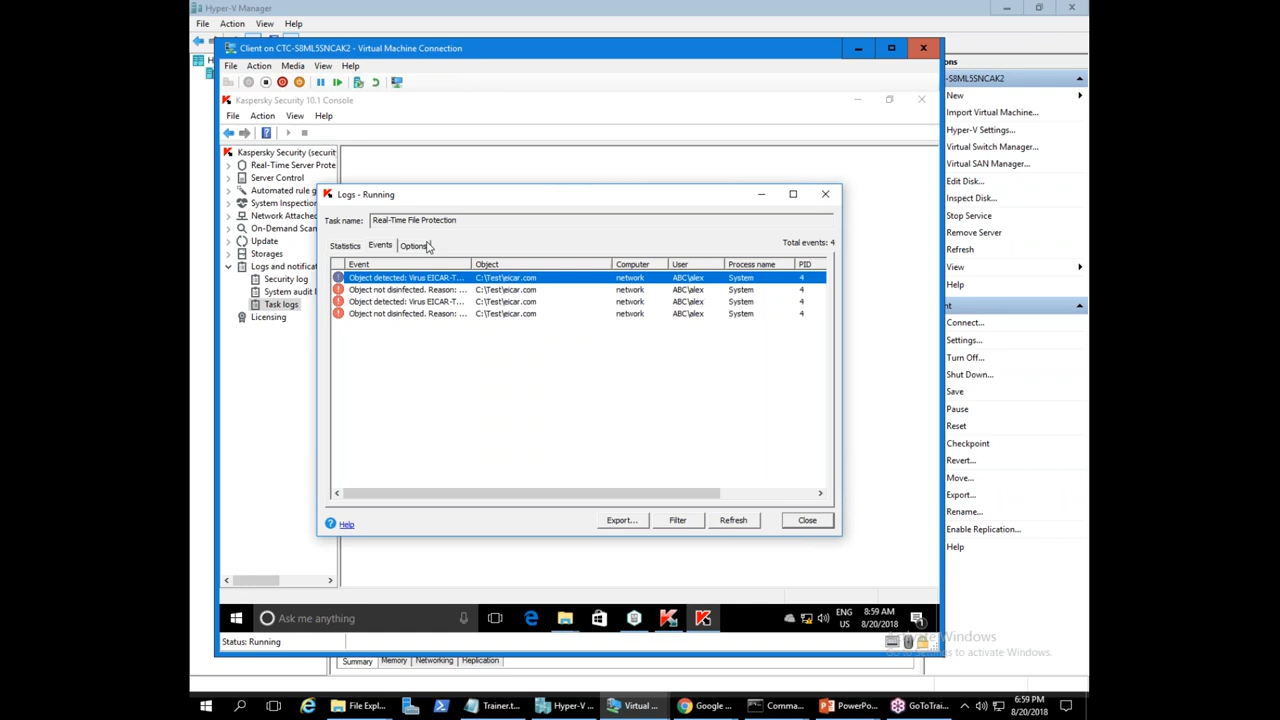 Hyper-V Manager
File Action View Help
Client on CTC-S8ML5SNCAK2 - Virtual Machine Connection
File Action Media View Help
Kaspersky Security 10.1 Console
File Action View Help
Kaspersky Security (securit
Real-Time Server Prote
Server Control
Automated rule g
System Inspection
Network Attached
On-Demand Scan
Update
Storages
Logs and notificat
Security log
System audit l
Task logs
Licensing
Logs - Running
Task name: Real-Time File Protection
Statistics Events Options
Total events: 4
Event Object Computer User Process name PID
Object detected: Virus EICAR-T... C:\Test\eicar.com network ABC\alex System 4
Object not disinfected. Reason: ... C:\Test\eicar.com network ABC\alex System 4
Object detected: Virus EICAR-T... C:\Test\eicar.com network ABC\alex System 4
Object not disinfected. Reason: ... C:\Test\eicar.com network ABC\alex System 4
Help
Export... Filter Refresh Close
Ask me anything
ENG
US
8:59 AM
8/20/2018
Status: Running
Summary Memory Networking Replication
ons
-S8ML5SNCAK2
New
Import Virtual Machine...
Hyper-V Settings...
Virtual Switch Manager...
Virtual SAN Manager...
Edit Disk...
Inspect Disk...
Stop Service
Remove Server
Refresh
View
Help
nt
Connect...
Settings...
Turn Off...
Shut Down...
Save
Pause
Reset
Checkpoint
Revert...
Move...
Export...
Rename...
Enable Replication...
Help
Activate Windows
Go to Settings to activate Windows.
File Expl... Trainer.t... Hyper-V ... Virtual ... Google ... Comma... PowerPo... GoToTrai...
6:59 PM
8/20/2018